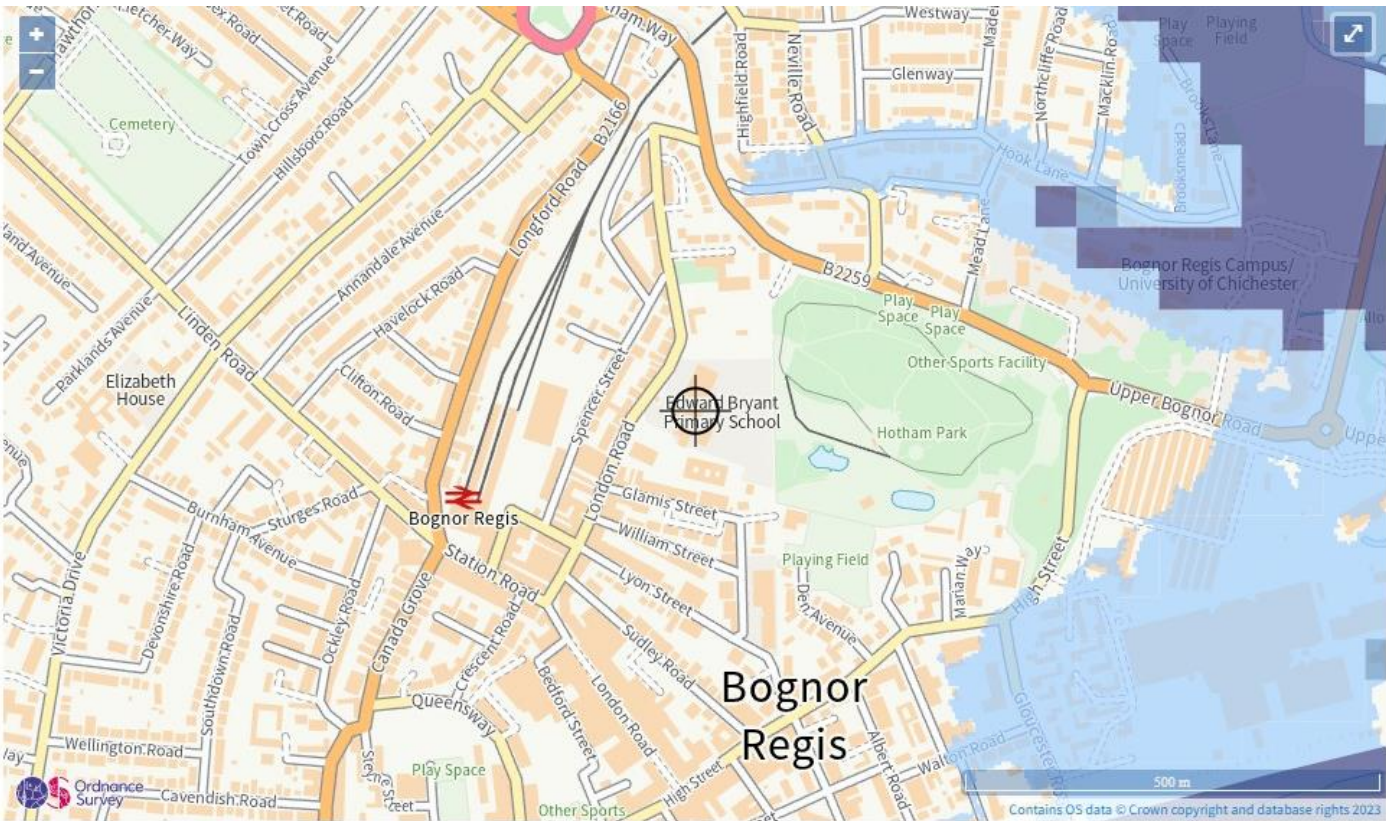 Westway
Play
Space
Playing
Field
Glenway
Highfield Road
Neville Road
Northcliffe Road
Macklin Road
Brooks Lane
Cemetery
Town Cross Avenue
Hillsboro Road
B2166
Hook Lane
Brooksmead
Longford Road
Annandale Avenue
Havelock Road
Mead Lane
B2259
Bognor Regis Campus/
University of Chichester
Play
Space
Play
Space
Other Sports Facility
Parklands Avenue
Linden Road
Elizabeth
House
Clifton Road
Spencer Street
London Road
Edward Bryant
Primary School
Hotham Park
Upper Bognor Road
Uppe
Bognor Regis
Sturges Road
Burnham Avenue
Glamis Street
William Street
Station Road
Lyon Street
Playing Field
Den Avenue
Marian Way
High Street
Victoria Drive
Devonshire Road
Southdown Road
Ockley Road
Canada Grove
Crescent Road
Sudley Road
Bedford Street
London Road
Queensway
Bognor
Regis
High Street
Albert Road
Walton Road
Gloucester Road
Wellington Road
Play Space
Cavendish Road
Other Sports
Ordnance
Survey
500 m
Contains OS data © Crown copyright and database rights 2023